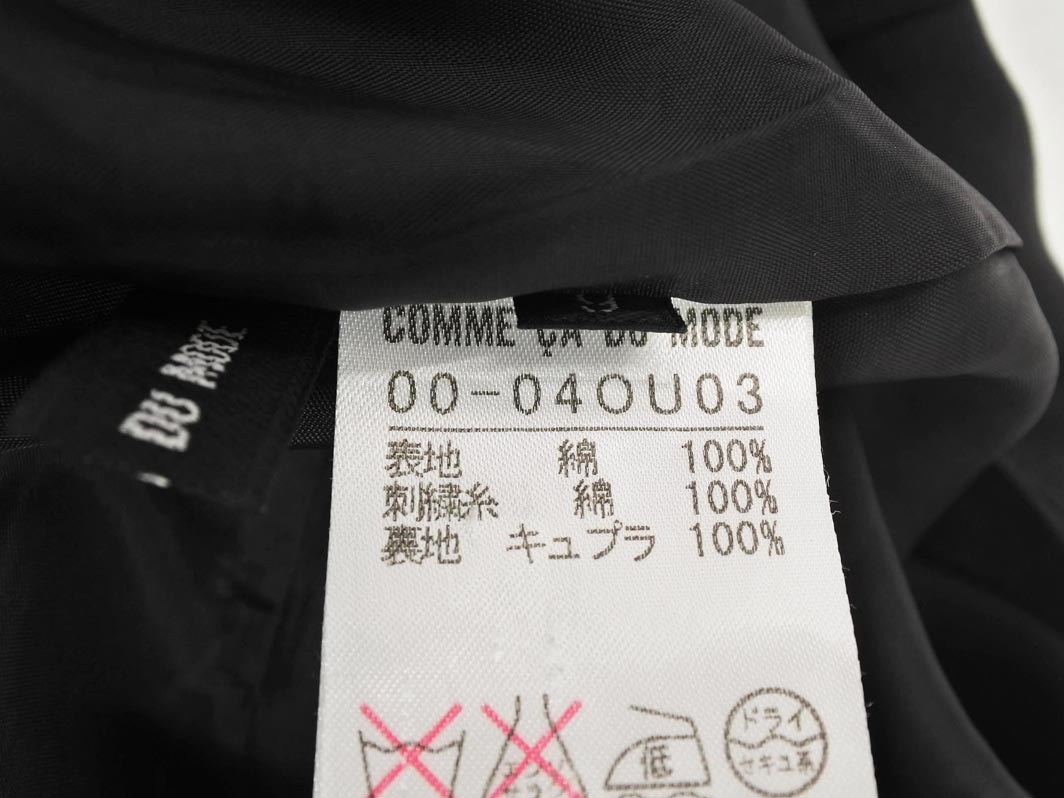 COMME ÇA DU MODE
00-04OU03
表地 綿 100%
刺繍糸 綿 100%
裏地 キュプラ 100%
低
ドライ
セキユ系
DU MODE